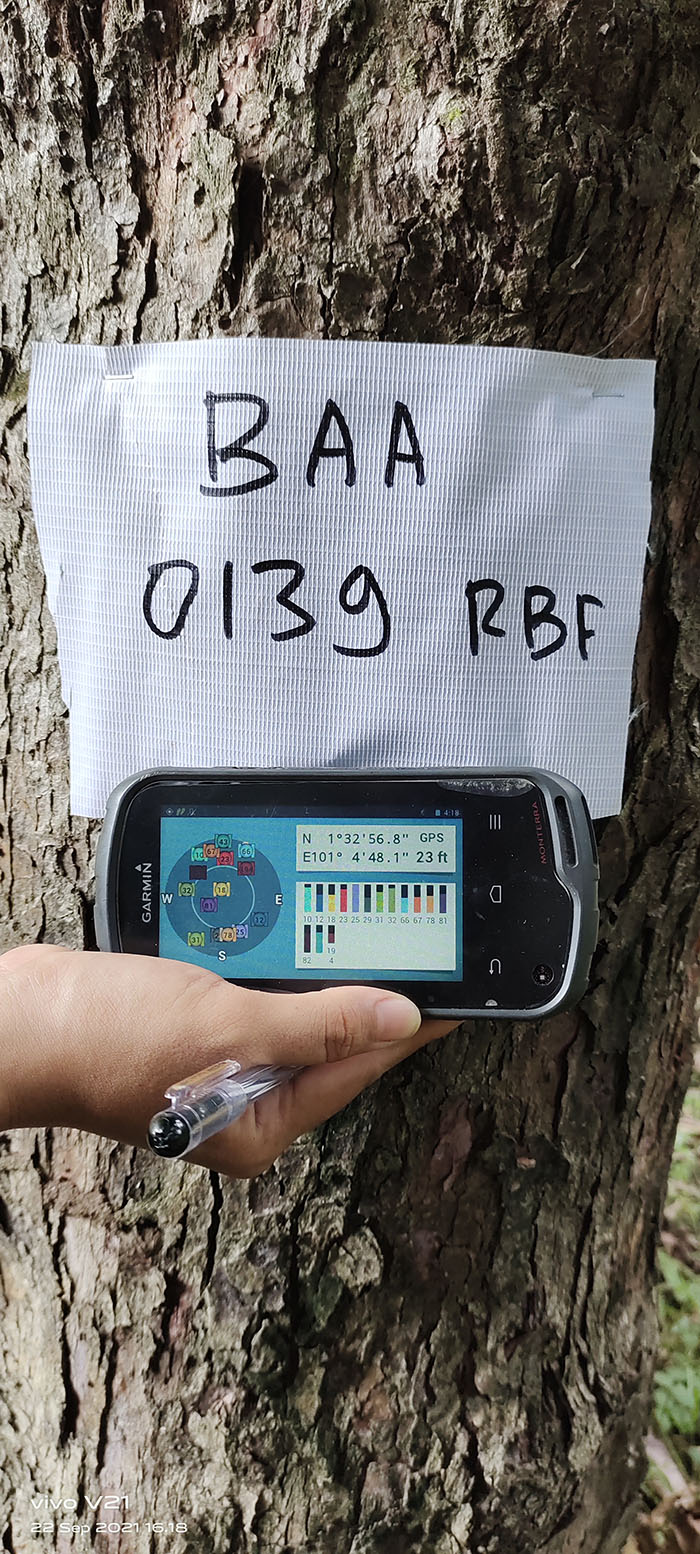 BAA
0139 RBF
GARMIN
MONTERRA
4:18
N 1°32'56.8" GPS
E101° 4'48.1" 23 ft
W E
S
10 12 18 23 25 29 31 32 66 67 78 81
82 19 4
vivo V21
22 Sep 2021 16.18